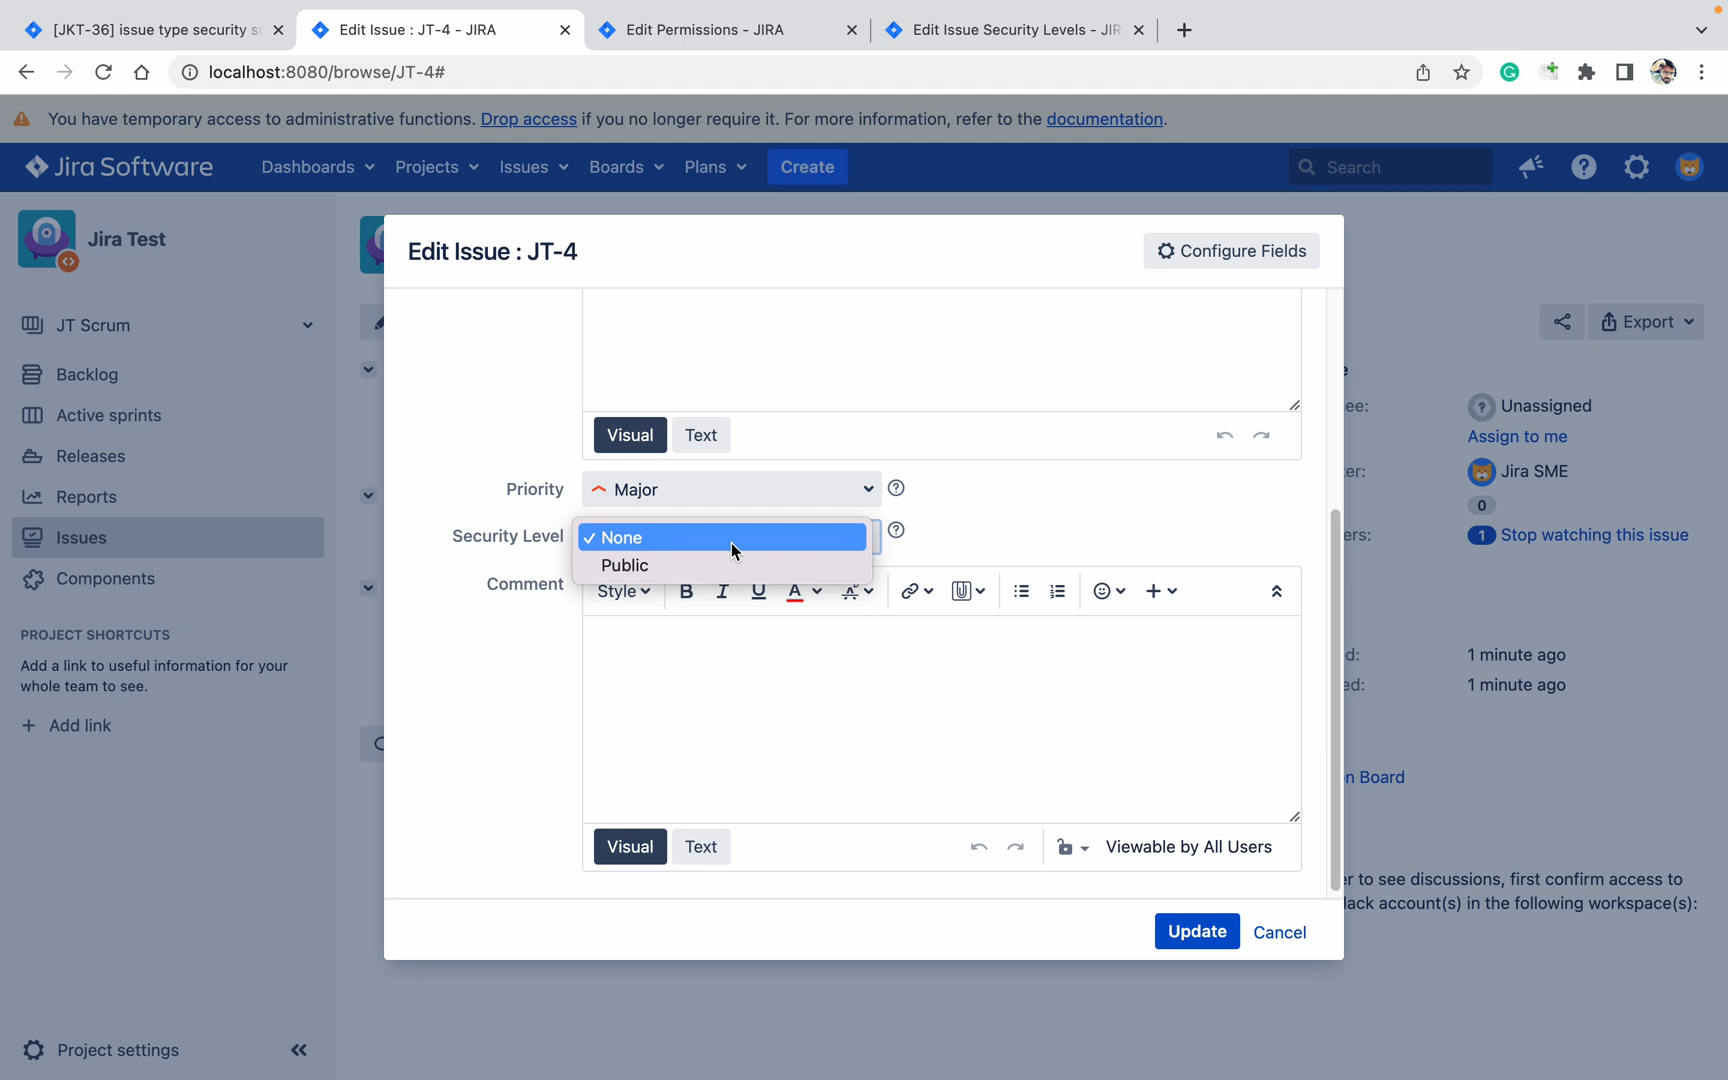 [JKT-36] issue type security s
Edit Issue : JT-4 - JIRA
Edit Permissions - JIRA
Edit Issue Security Levels - JIR
localhost:8080/browse/JT-4#
You have temporary access to administrative functions. Drop access if you no longer require it. For more information, refer to the documentation.
Jira Software
Dashboards
Projects
Issues
Boards
Plans
Create
Search
Jira Test
Edit Issue : JT-4
Configure Fields
JT Scrum
Export
Backlog
Active sprints
Releases
Reports
Issues
Components
PROJECT SHORTCUTS
Add a link to useful information for your
whole team to see.
+ Add link
Project settings
Visual
Text
Priority
Major
Security Level
✓ None
Public
Comment
Style
B I U A
Visual
Text
Viewable by All Users
Update
Cancel
e
ee:
Unassigned
Assign to me
er:
Jira SME
0
ers:
1 Stop watching this issue
d:
1 minute ago
ed:
1 minute ago
n Board
r to see discussions, first confirm access to
lack account(s) in the following workspace(s):